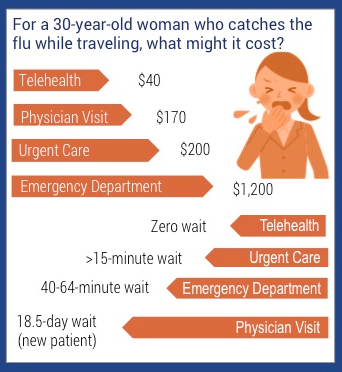 For a 30-year-old woman who catches the
flu while traveling, what might it cost?
Telehealth $40
Physician Visit $170
Urgent Care $200
Emergency Department $1,200
Zero wait Telehealth
>15-minute wait Urgent Care
40-64-minute wait Emergency Department
18.5-day wait
(new patient) Physician Visit